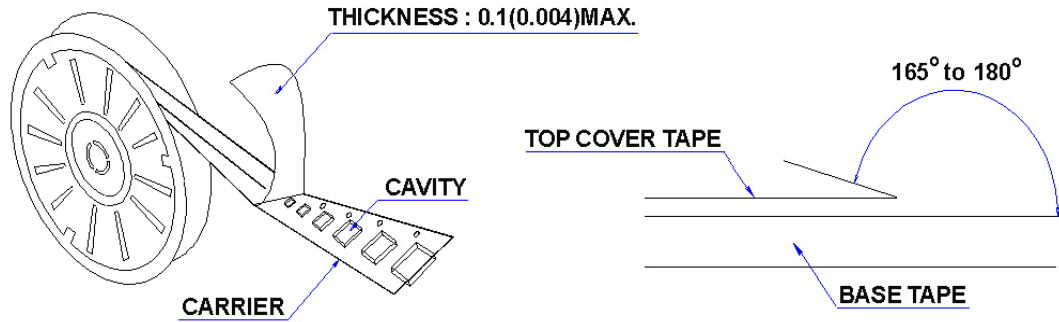 THICKNESS : 0.1(0.004)MAX.
165° to 180°
TOP COVER TAPE
CAVITY
CARRIER
BASE TAPE